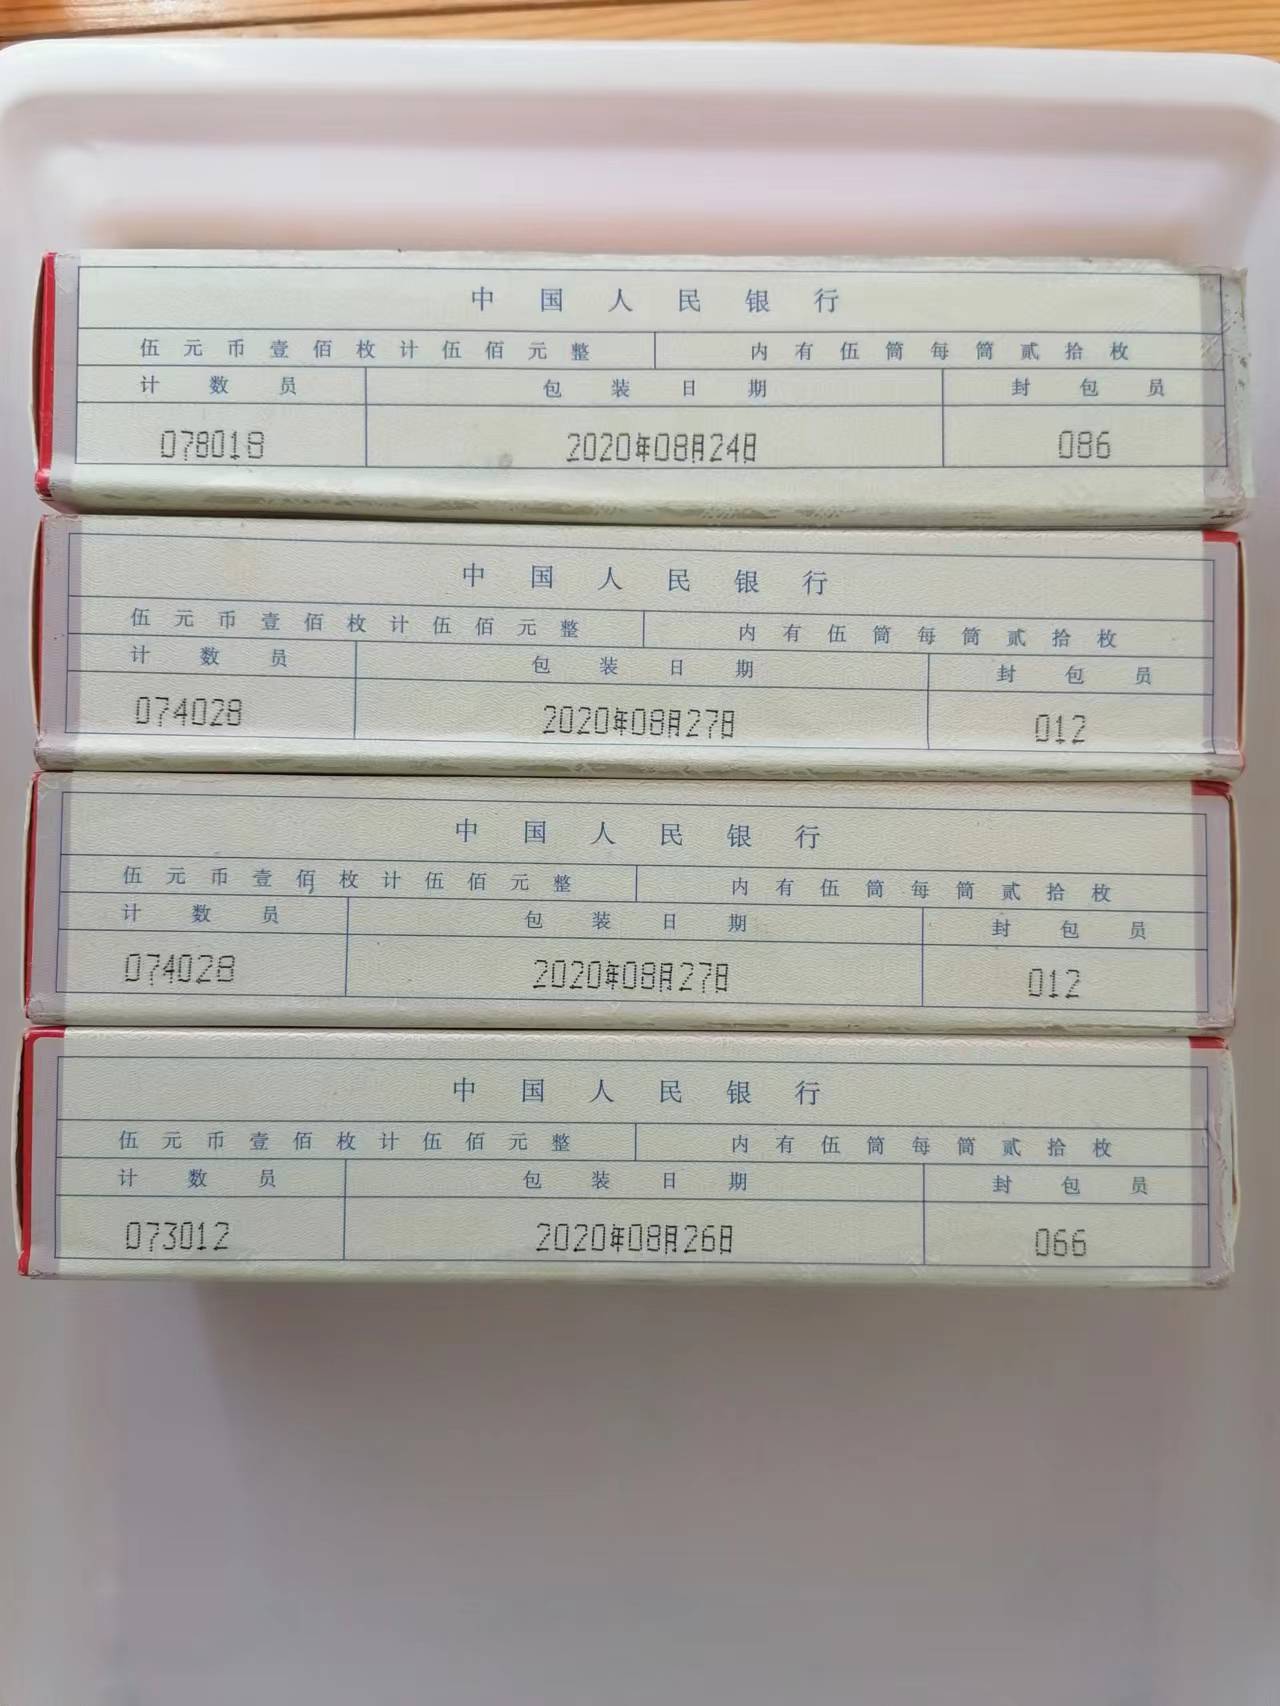 中国人民银行
伍元币壹佰枚计伍佰元整 内有伍筒每筒贰拾枚
计数员 包装日期 封包员
078018 2020年08月24日 086
中国人民银行
伍元币壹佰枚计伍佰元整 内有伍筒每筒贰拾枚
计数员 包装日期 封包员
074028 2020年08月27日 012
中国人民银行
伍元币壹佰枚计伍佰元整 内有伍筒每筒贰拾枚
计数员 包装日期 封包员
074028 2020年08月27日 012
中国人民银行
伍元币壹佰枚计伍佰元整 内有伍筒每筒贰拾枚
计数员 包装日期 封包员
073012 2020年08月26日 066